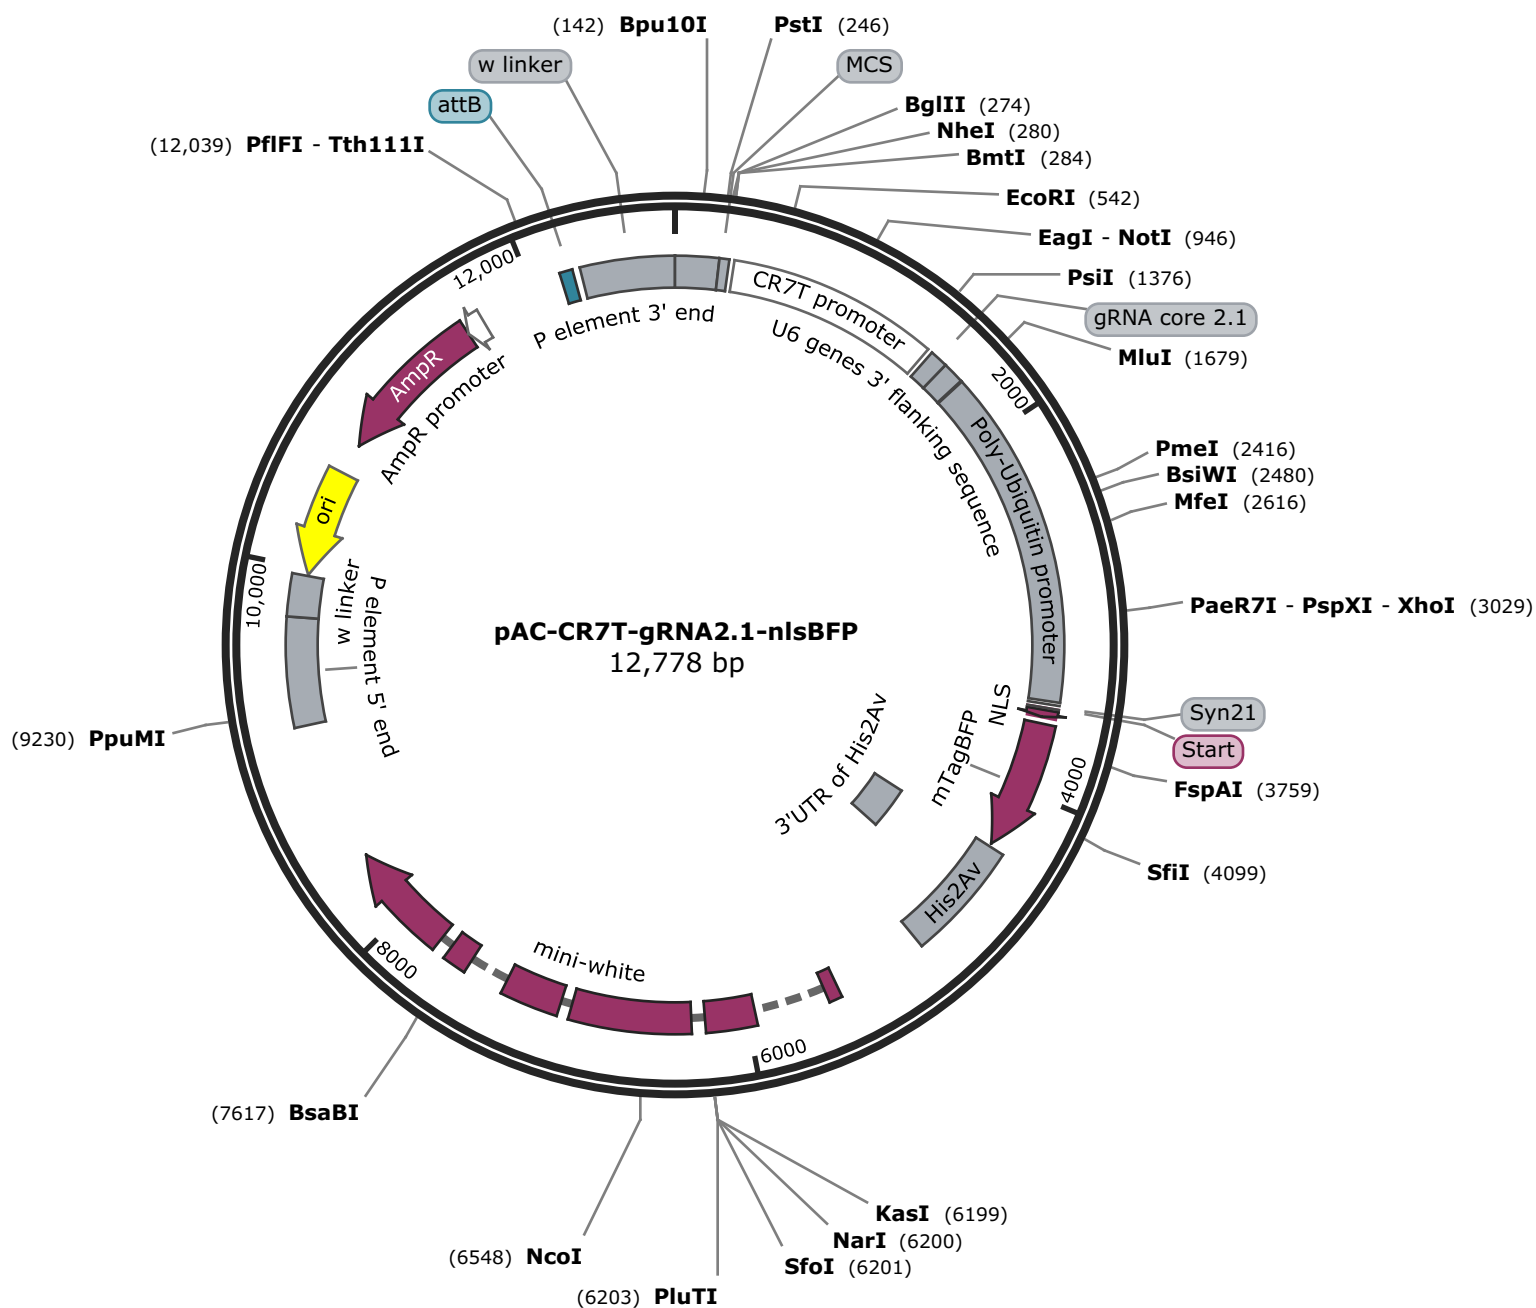 (142) Bpu10I
PstI (246)
w linker
MCS
attB
BglII (274)
NheI (280)
BmtI (284)
(12,039) PflFI - Tth111I
EcoRI (542)
EagI - NotI (946)
PsiI (1376)
gRNA core 2.1
MluI (1679)
12,000
CR7T promoter
P element 3' end
U6 genes 3' flanking sequence
AmpR
AmpR promoter
2000
Poly-Ubiquitin promoter
PmeI (2416)
BsiWI (2480)
MfeI (2616)
ori
10,000
w linker
P element 5' end
PaeR7I - PspXI - XhoI (3029)
pAC-CR7T-gRNA2.1-nlsBFP
12,778 bp
NLS
Syn21
Start
(9230) PpuMI
3'UTR of His2Av
mTagBFP
4000
FspAI (3759)
SfiI (4099)
His2Av
mini-white
8000
6000
(7617) BsaBI
KasI (6199)
NarI (6200)
SfoI (6201)
(6548) NcoI
(6203) PluTI